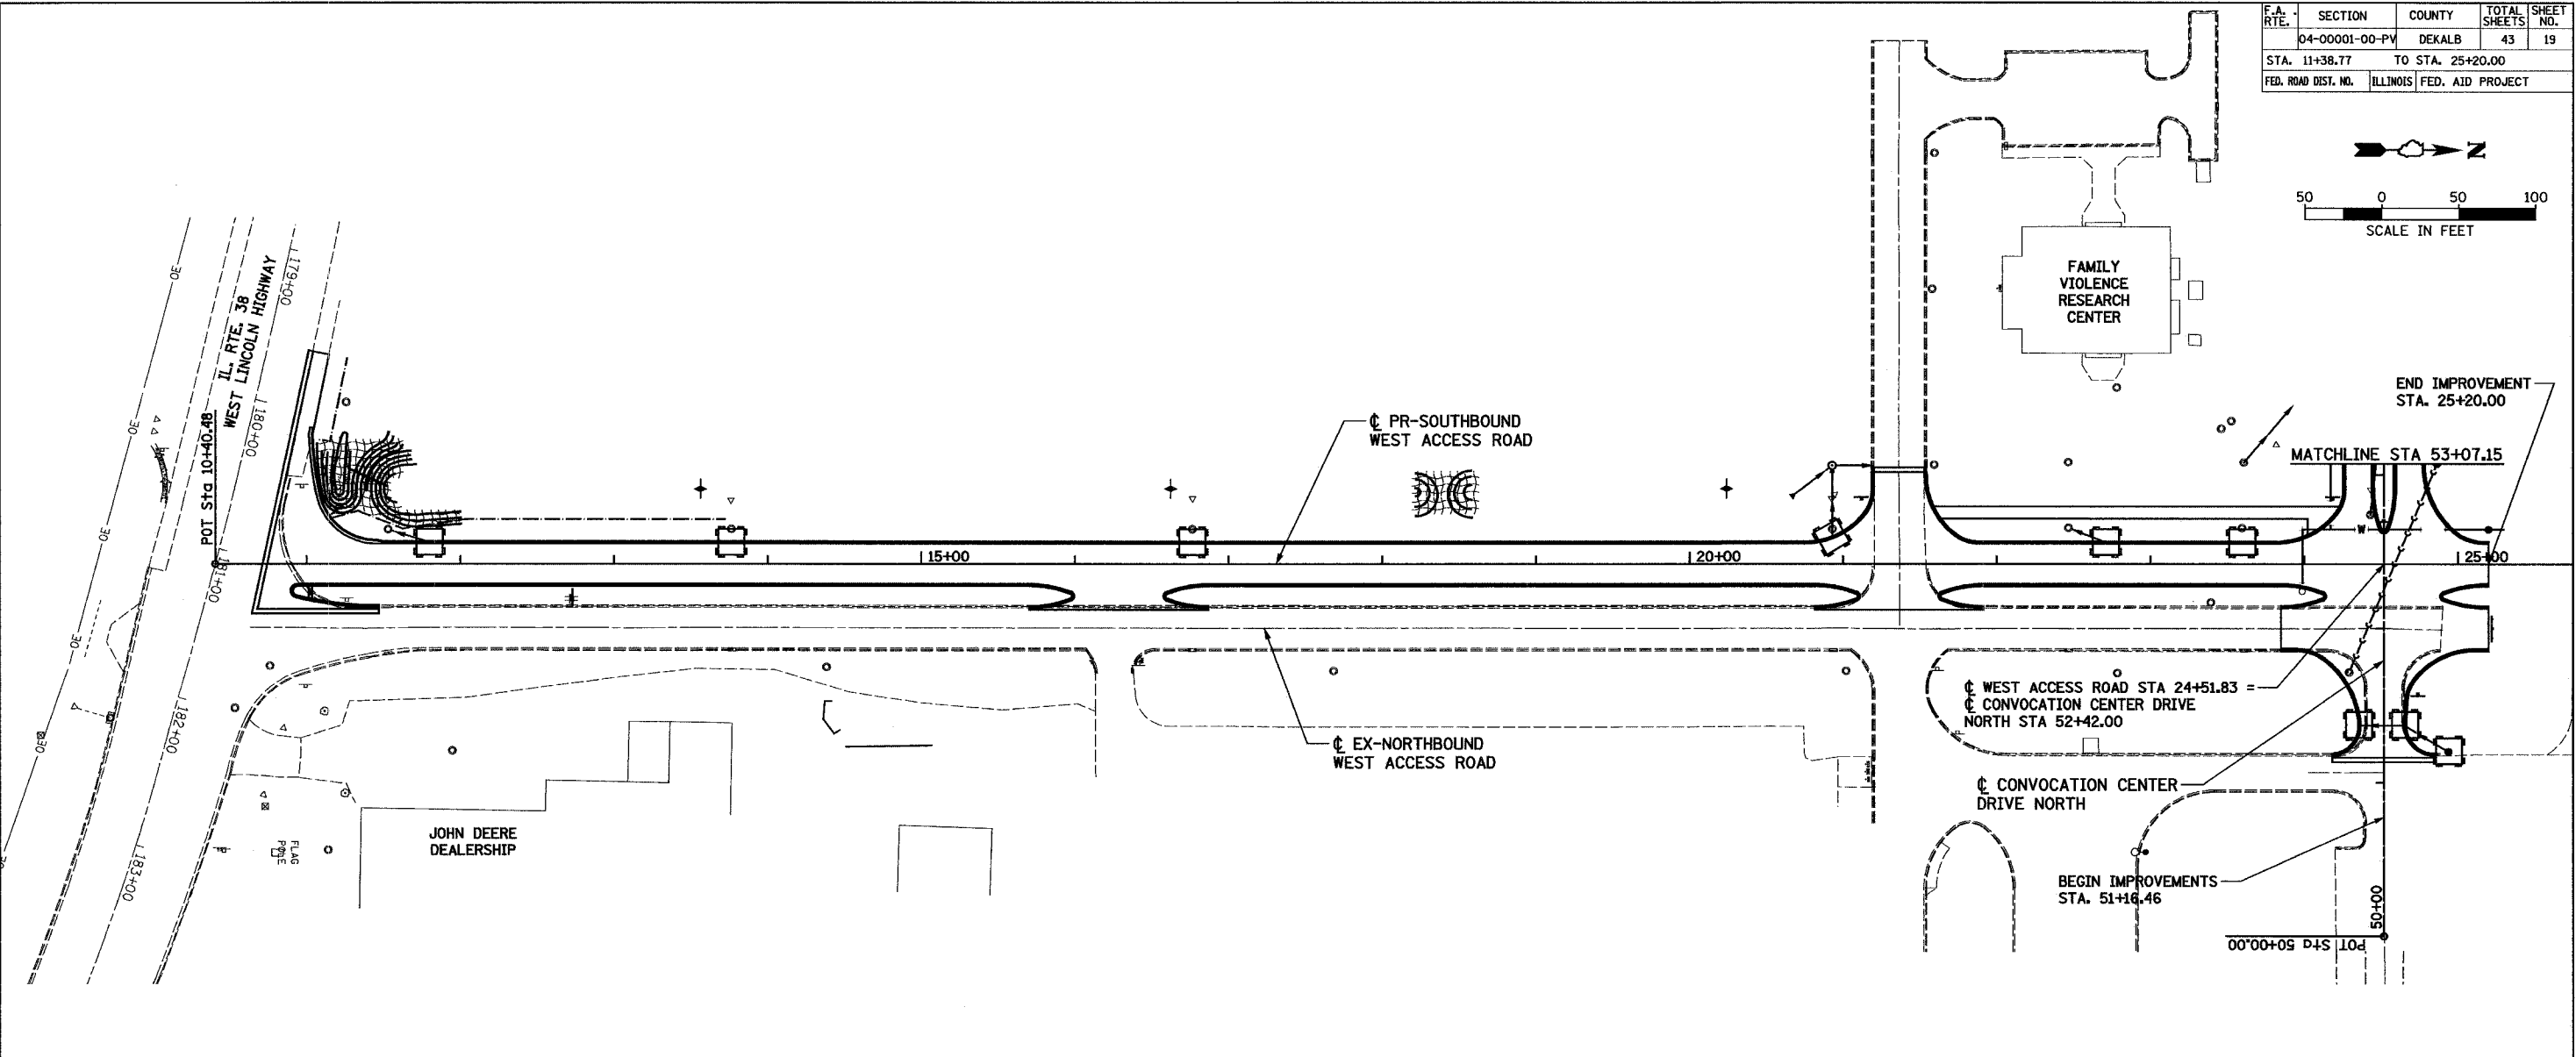 F.A. RTE. SECTION COUNTY TOTAL SHEETS SHEET NO.
04-00001-00-PV DEKALB 43 19
STA. 11+38.77 TO STA. 25+20.00
FED. ROAD DIST. NO. ILLINOIS FED. AID PROJECT
N
50 0 50 100
SCALE IN FEET
FAMILY
VIOLENCE
RESEARCH
CENTER
END IMPROVEMENT
STA. 25+20.00
MATCHLINE STA 53+07.15
OE
OE
OE
OE
OE
IL. RTE. 38
WEST LINCOLN HIGHWAY
179+00
180+00
181+00
182+00
183+00
POT Sta 10+40.48
℄ PR-SOUTHBOUND
WEST ACCESS ROAD
15+00
20+00
25+00
W
℄ EX-NORTHBOUND
WEST ACCESS ROAD
℄ WEST ACCESS ROAD STA 24+51.83 =
℄ CONVOCATION CENTER DRIVE
NORTH STA 52+42.00
℄ CONVOCATION CENTER
DRIVE NORTH
JOHN DEERE
DEALERSHIP
FLAG
POLE
BEGIN IMPROVEMENTS
STA. 51+16.46
50+00
POT Sta 50+00.00